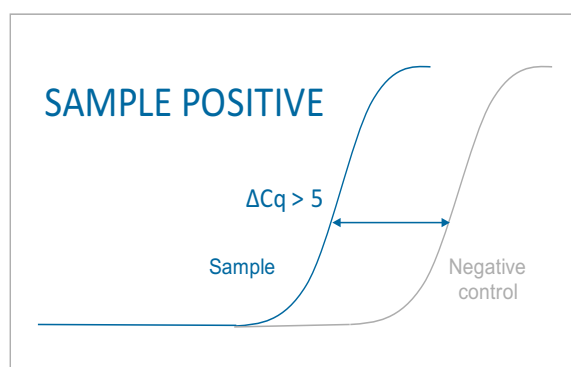 SAMPLE POSITIVE
ΔCq > 5
Sample
Negative
control